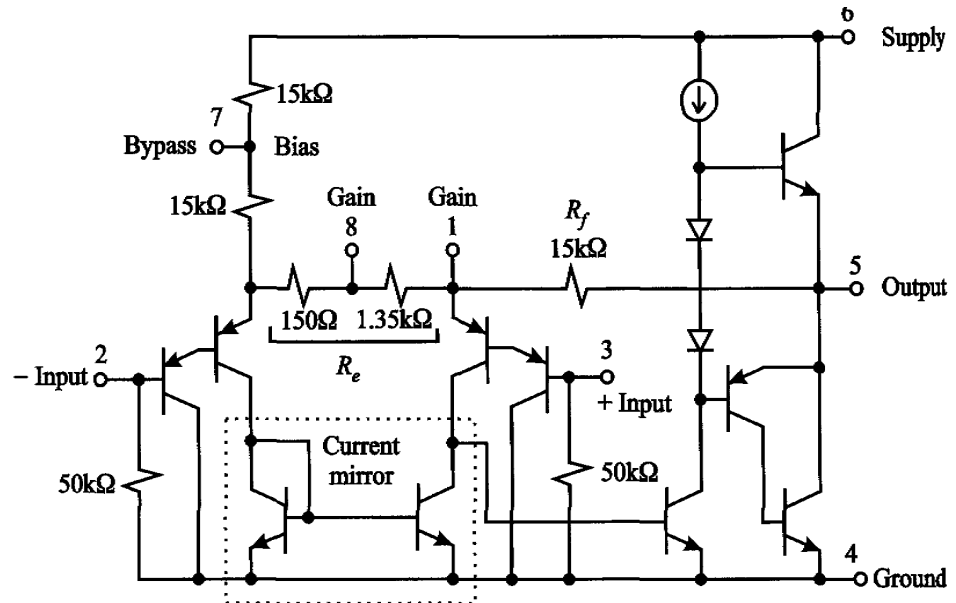 6
Supply
15kΩ
7
Bypass
Bias
15kΩ
Gain
8
Gain
1
R_f
15kΩ
5
Output
150Ω
1.35kΩ
R_e
2
− Input
3
+ Input
Current
mirror
50kΩ
50kΩ
4
Ground